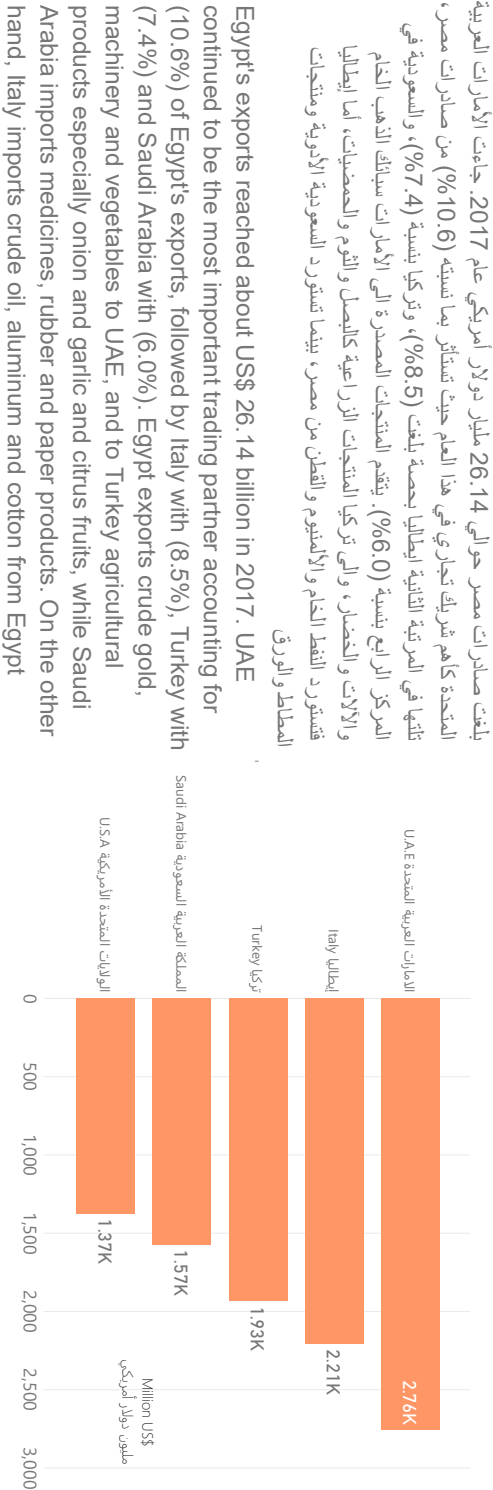 بلغت صادرات مصر حوالي 26.14 مليار دولار أمريكي عام 2017. جاءت الأمارات العربية
المتحدة كأهم شريك تجاري في هذا العام حيث تستأثر بما نسبته (10.6%) من صادرات مصر،
تلتها في المرتبة الثانية ايطاليا بحصة بلغت (8.5%)، وتركيا بنسبة (7.4%)، والسعودية في
المركز الرابع بنسبة (6.0%). يتقدم المنتجات المصدرة الى الأمارات سبائك الذهب الخام
والآلات والخضار، والى تركيا المنتجات الزراعية كالبصل والثوم والحمضيات، أما إيطاليا
فتستورد النفط الخام والألمنيوم والقطن من مصر، بينما تستورد السعودية الأدوية ومنتجات
المطاط والورق
Egypt's exports reached about US$ 26.14 billion in 2017. UAE
continued to be the most important trading partner accounting for
(10.6%) of Egypt's exports, followed by Italy with (8.5%), Turkey with
(7.4%) and Saudi Arabia with (6.0%). Egypt exports crude gold,
machinery and vegetables to UAE, and to Turkey agricultural
products especially onion and garlic and citrus fruits, while Saudi
Arabia imports medicines, rubber and paper products. On the other
hand, Italy imports crude oil, aluminum and cotton from Egypt
الامارات العربية المتحدة U.A.E
2.76K
إيطاليا Italy
2.21K
تركيا Turkey
1.93K
المملكة العربية السعودية Saudi Arabia
1.57K
الولايات المتحدة الأمريكية U.S.A
1.37K
Million US$
مليون دولار أمريكي
0
500
1,000
1,500
2,000
2,500
3,000